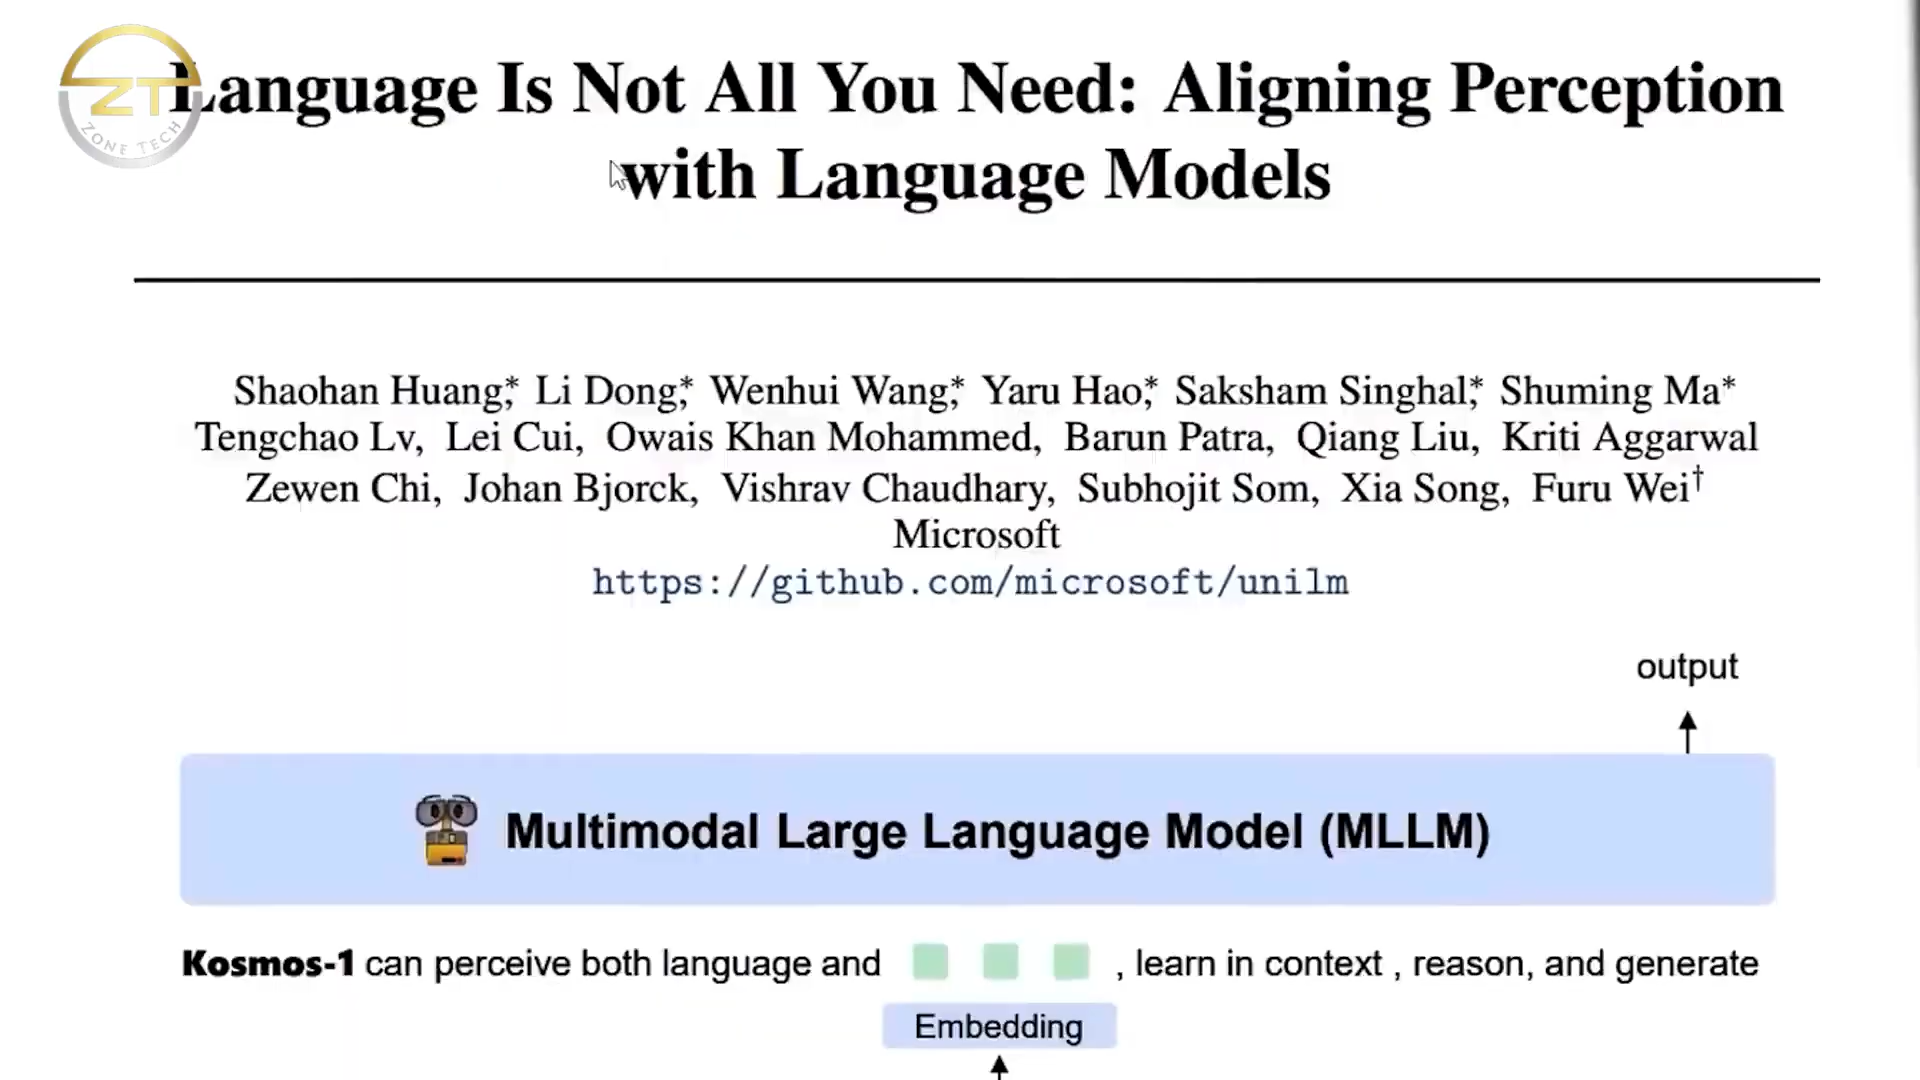 ZT
ZONE TECH
Language Is Not All You Need: Aligning Perception
with Language Models
Shaohan Huang,* Li Dong,* Wenhui Wang,* Yaru Hao,* Saksham Singhal,* Shuming Ma*
Tengchao Lv, Lei Cui, Owais Khan Mohammed, Barun Patra, Qiang Liu, Kriti Aggarwal
Zewen Chi, Johan Bjorck, Vishrav Chaudhary, Subhojit Som, Xia Song, Furu Wei†
Microsoft
https://github.com/microsoft/unilm
output
Multimodal Large Language Model (MLLM)
Kosmos-1 can perceive both language and , learn in context , reason, and generate
Embedding